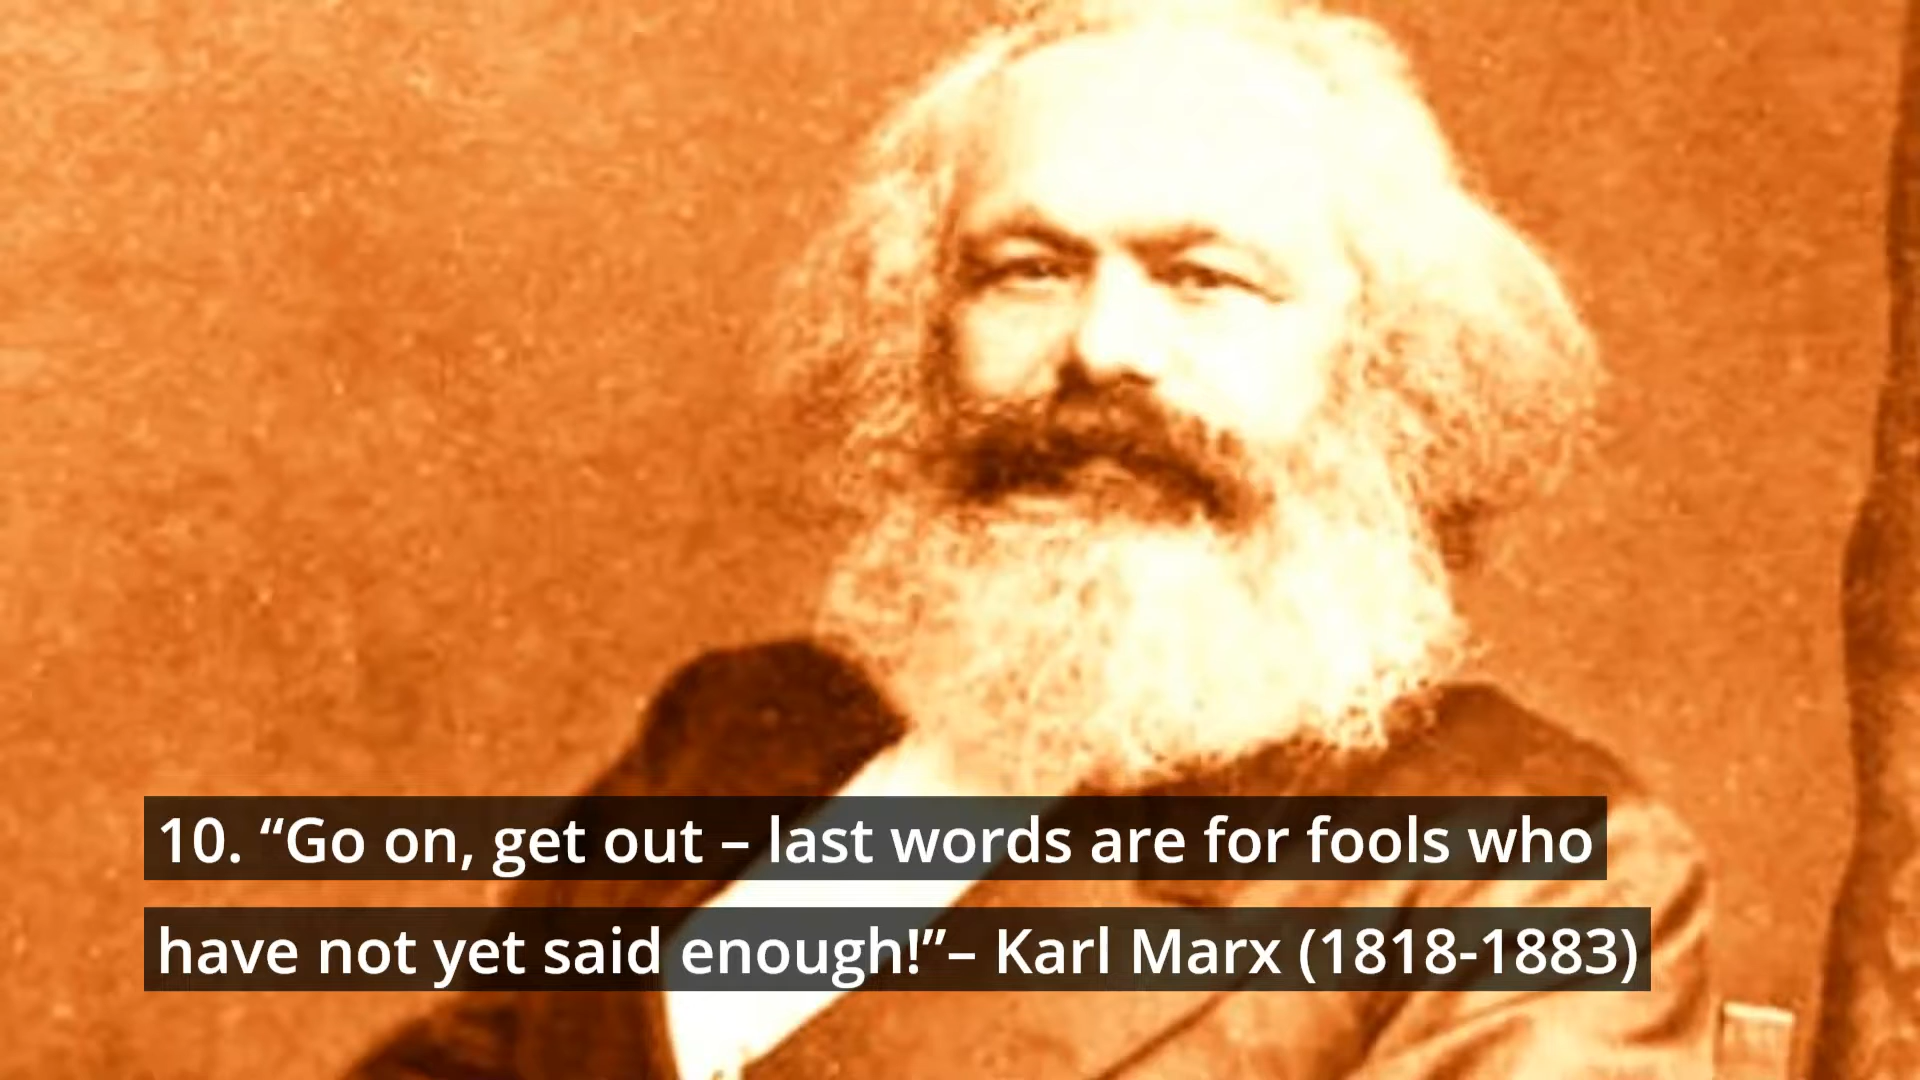 10. “Go on, get out – last words are for fools who
have not yet said enough!”– Karl Marx (1818-1883)